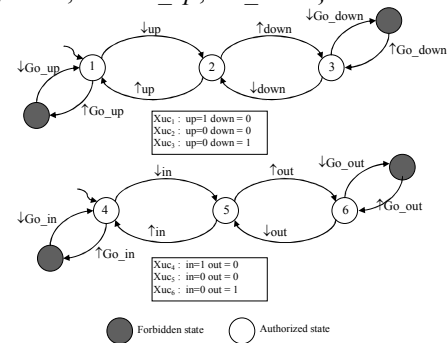 ↓Go_down
↓up
↑down
↓Go_up
1
2
3
↑Go_down
↑up
↓down
↑Go_up
Xuc₁ : up=1 down = 0
Xuc₂ : up=0 down = 0
Xuc₃ : up=0 down = 1
↓Go_out
↓in
↑out
↓Go_in
4
5
6
↑Go_out
↑in
↓out
↑Go_in
Xuc₄ : in=1 out = 0
Xuc₅ : in=0 out = 0
Xuc₆ : in=0 out = 1
Forbidden state
Authorized state